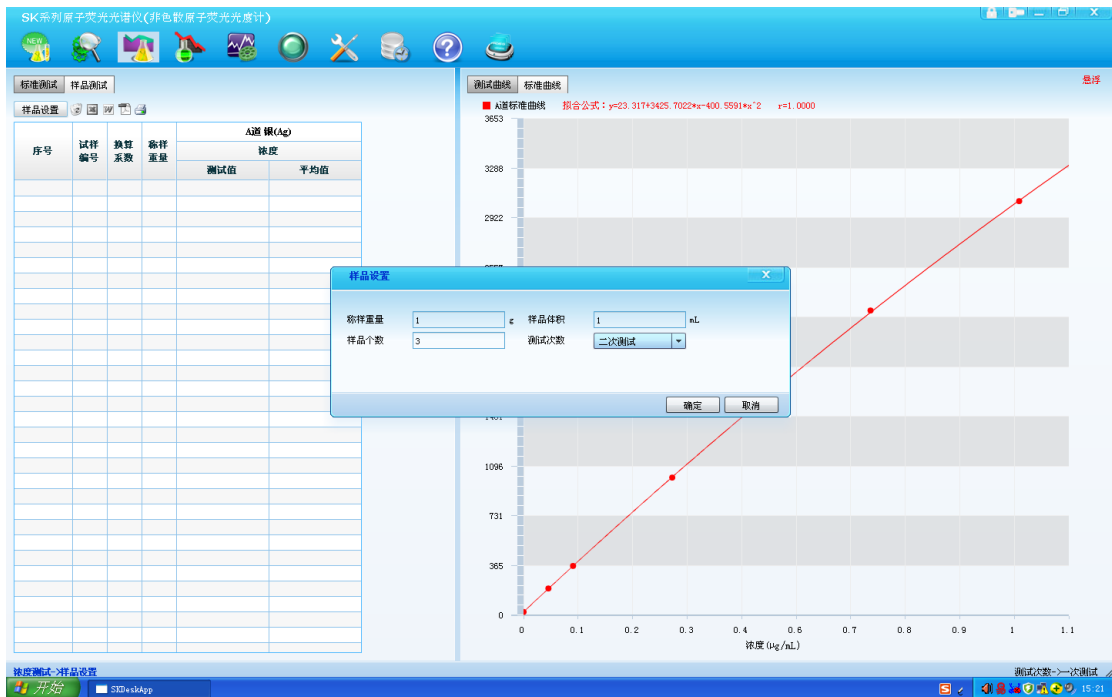 SK系列原子荧光光谱仪(非色散原子荧光光度计)
NEW
标准测试 样品测试
样品设置
序号 试样编号 换算系数 称样重量 A道 银(Ag)
浓度
测试值 平均值
测试曲线 标准曲线
悬浮
A道标准曲线 拟合公式：y=23.317+3425.7022*x-400.5591*x^2 r=1.0000
3653
3288
2922
样品设置 X
称样重量 1 g 样品体积 1 mL
样品个数 3 测试次数 二次测试
确定 取消
1096
731
365
0
0 0.1 0.2 0.3 0.4 0.5 0.6 0.7 0.8 0.9 1 1.1
浓度(μg/mL)
浓度测试->样品设置
测试次数->一次测试
开始 SKDeskApp 15:21